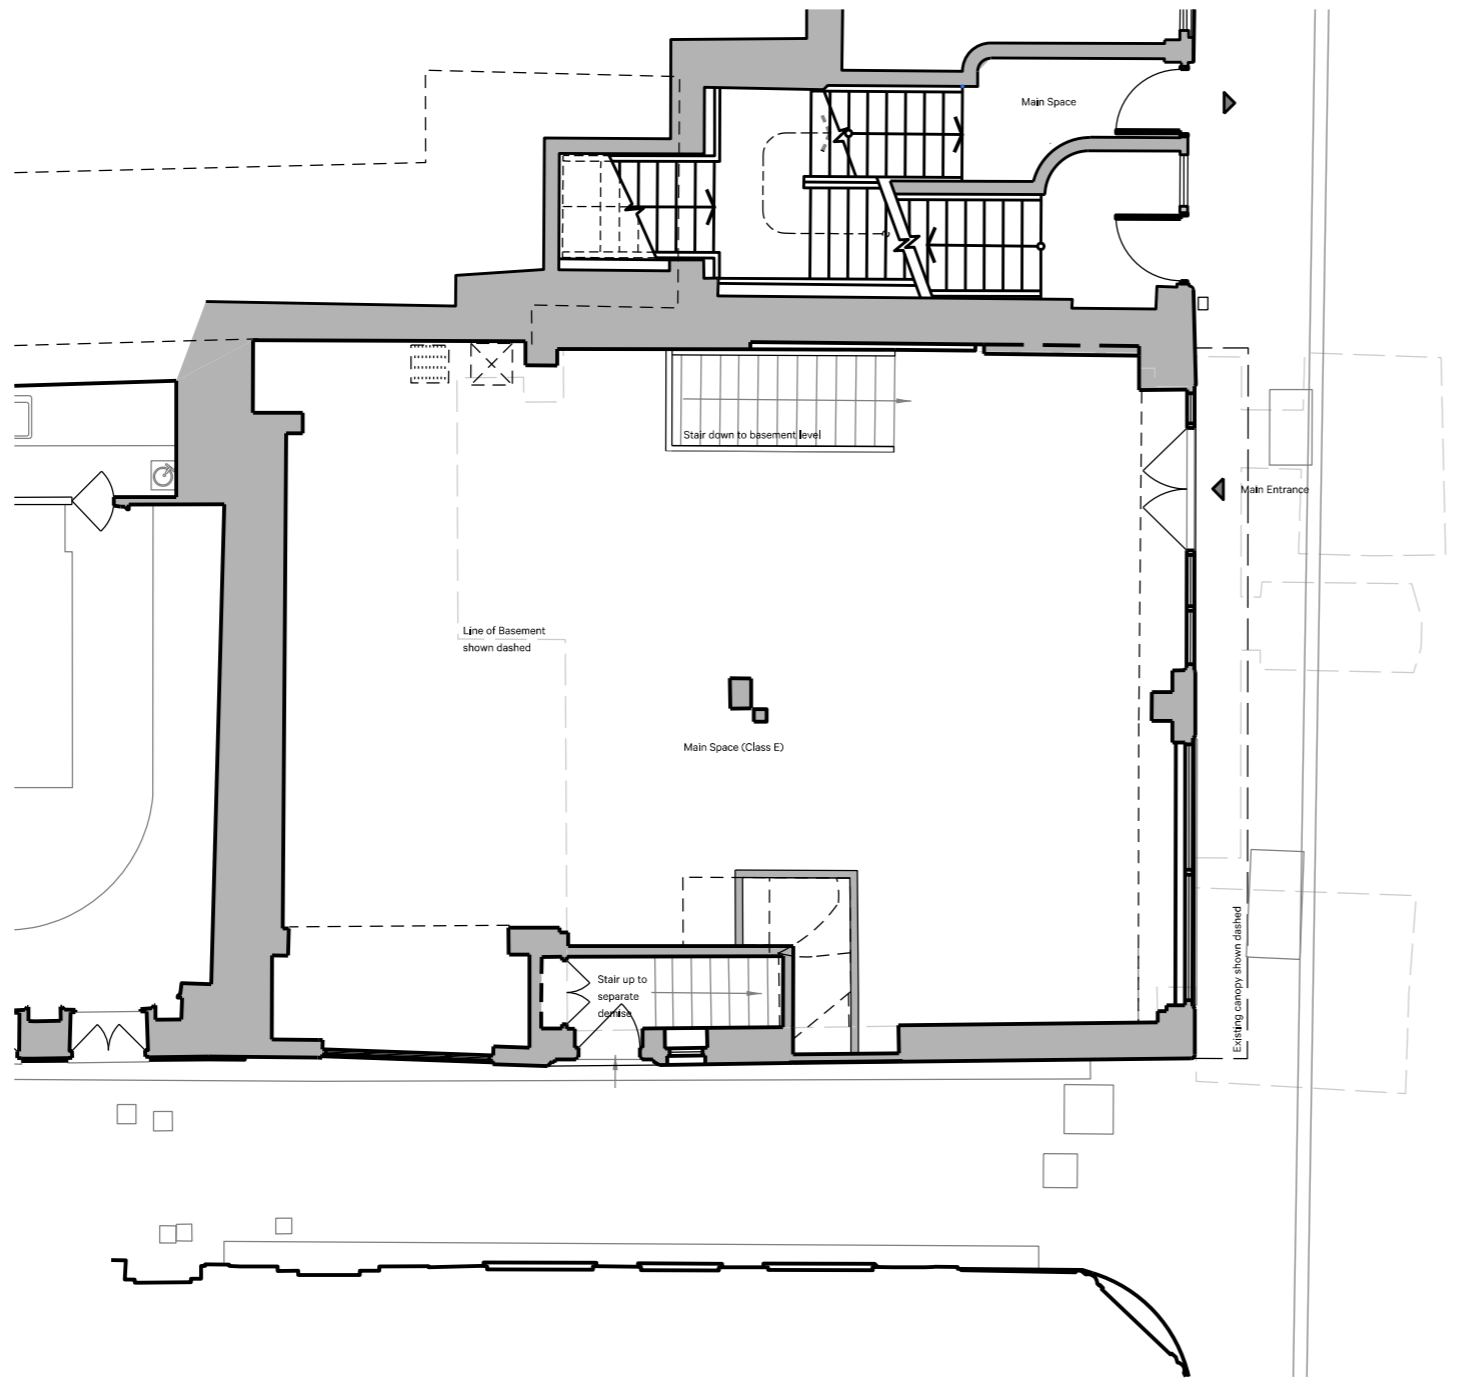 Main Space
Stair down to basement level
Main Entrance
Line of Basement
shown dashed
Main Space (Class E)
Stair up to
separate
demise
Existing canopy shown dashed